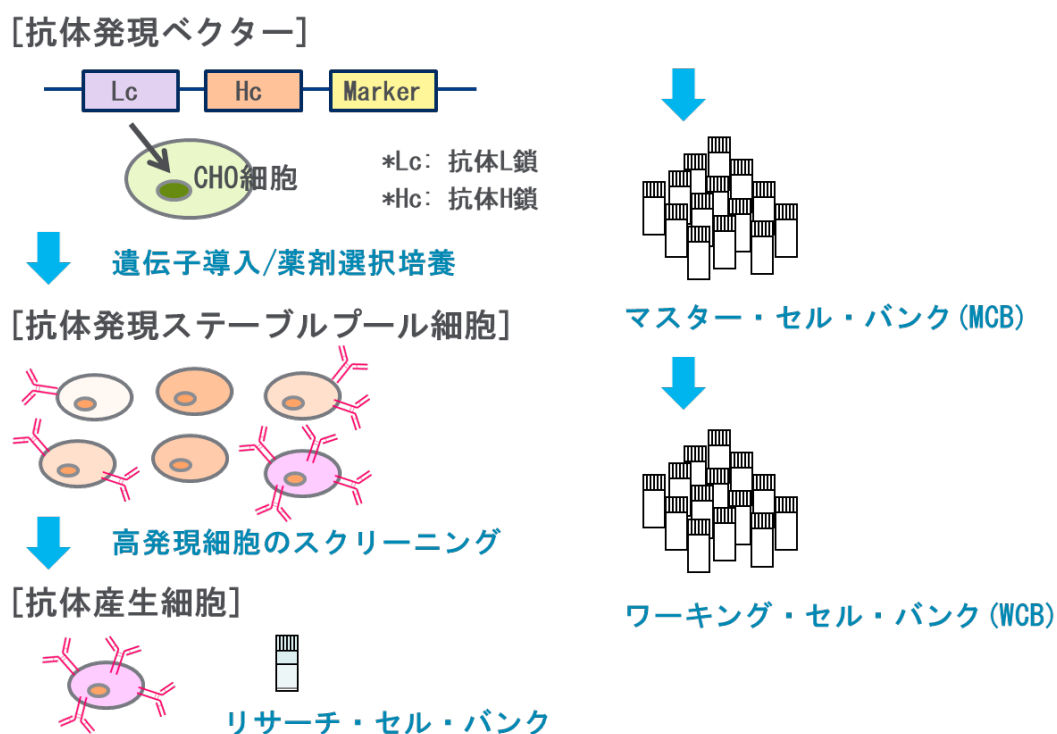 [抗体発現ベクター]
Lc
Hc
Marker
CHO細胞
*Lc: 抗体L鎖
*Hc: 抗体H鎖
遺伝子導入/薬剤選択培養
[抗体発現ステーブルプール細胞]
高発現細胞のスクリーニング
[抗体産生細胞]
リサーチ・セル・バンク
マスター・セル・バンク(MCB)
ワーキング・セル・バンク(WCB)